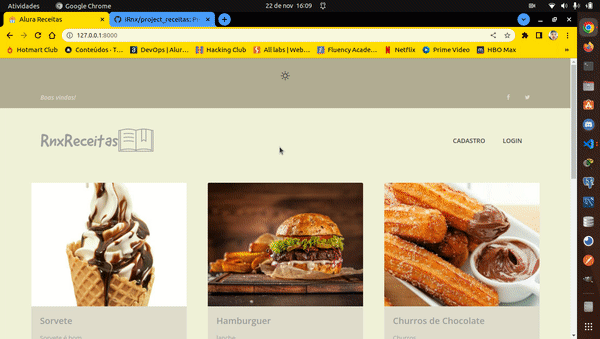 Atividades Google Chrome 22 de nov 16:09
Alura Receitas iRnx/project_receitas: Pr
127.0.0.1:8000
Hotmart Club Conteúdos - T... DevOps | Alur... Hacking Club All labs | Web... Fluency Acade... Netflix Prime Video HBO Max »
Boas vindas!
RnxReceitas CADASTRO LOGIN
Sorvete Hamburguer Churros de Chocolate
Sorvete é bom lanche Churros